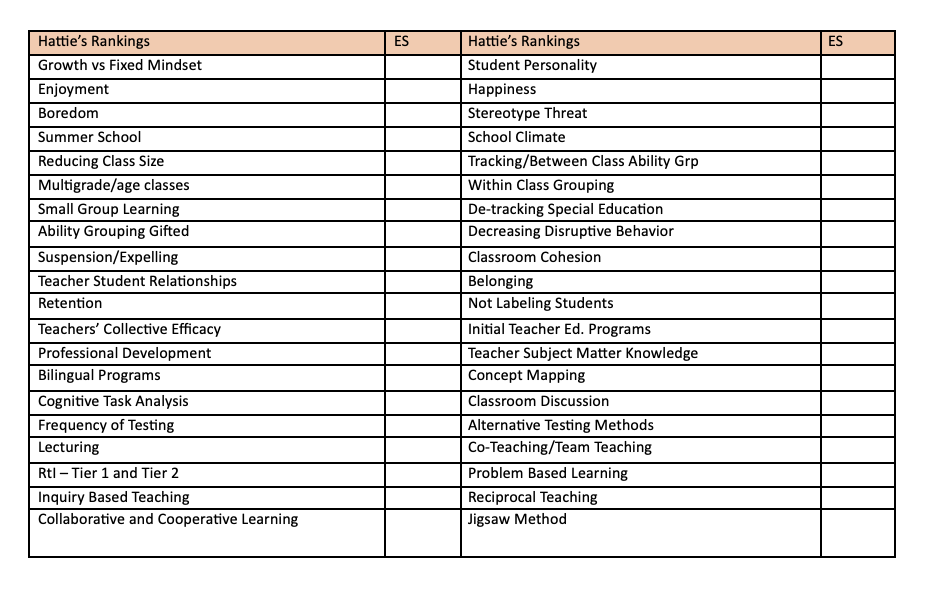 Hattie's Rankings ES Hattie's Rankings ES
Growth vs Fixed Mindset Student Personality
Enjoyment Happiness
Boredom Stereotype Threat
Summer School School Climate
Reducing Class Size Tracking/Between Class Ability Grp
Multigrade/age classes Within Class Grouping
Small Group Learning De-tracking Special Education
Ability Grouping Gifted Decreasing Disruptive Behavior
Suspension/Expelling Classroom Cohesion
Teacher Student Relationships Belonging
Retention Not Labeling Students
Teachers' Collective Efficacy Initial Teacher Ed. Programs
Professional Development Teacher Subject Matter Knowledge
Bilingual Programs Concept Mapping
Cognitive Task Analysis Classroom Discussion
Frequency of Testing Alternative Testing Methods
Lecturing Co-Teaching/Team Teaching
RtI – Tier 1 and Tier 2 Problem Based Learning
Inquiry Based Teaching Reciprocal Teaching
Collaborative and Cooperative Learning Jigsaw Method